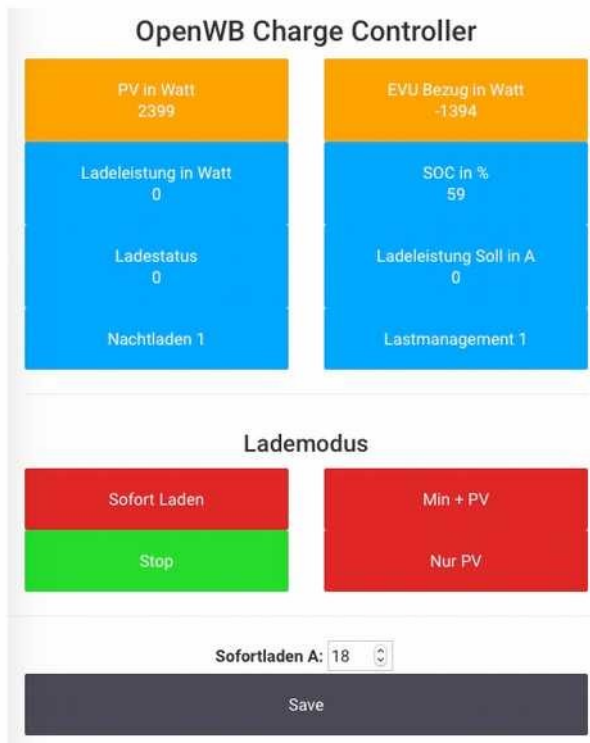 OpenWB Charge Controller
PV in Watt
2399
EVU Bezug in Watt
-1394
Ladeleistung in Watt
0
SOC in %
59
Ladestatus
0
Ladeleistung Soll in A
0
Nachtladen 1
Lastmanagement 1
Lademodus
Sofort Laden
Min + PV
Stop
Nur PV
Sofortladen A: 18
Save